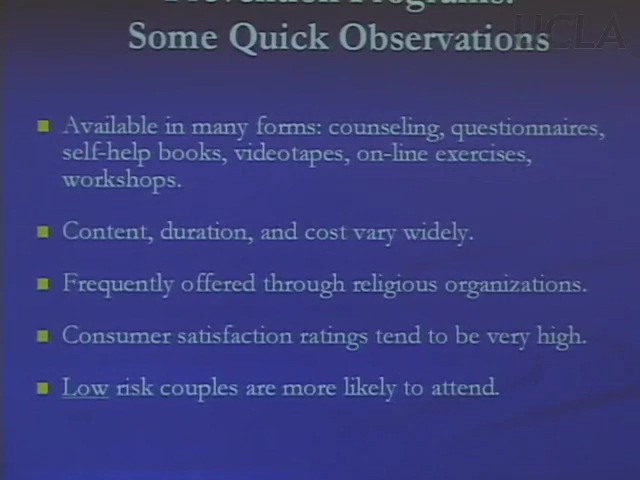 Prevention Programs:
Some Quick Observations
UCLA
Available in many forms: counseling, questionnaires,
self-help books, videotapes, on-line exercises,
workshops.
Content, duration, and cost vary widely.
Frequently offered through religious organizations.
Consumer satisfaction ratings tend to be very high.
Low risk couples are more likely to attend.